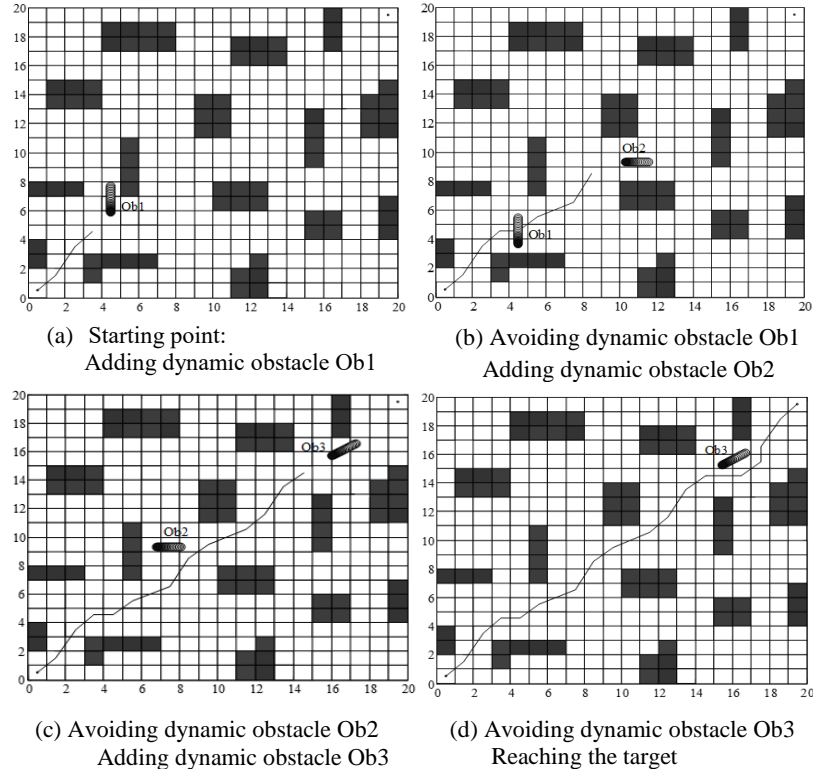 20
18
16
14
12
10
8
6
4
2
0
Ob1
0 2 4 6 8 10 12 14 16 18 20
(a) Starting point:
Adding dynamic obstacle Ob1
20
18
16
14
12
10
8
6
4
2
0
Ob2
Ob1
0 2 4 6 8 10 12 14 16 18 20
(b) Avoiding dynamic obstacle Ob1
Adding dynamic obstacle Ob2
20
18
16
14
12
10
8
6
4
2
0
Ob3
Ob2
0 2 4 6 8 10 12 14 16 18 20
(c) Avoiding dynamic obstacle Ob2
Adding dynamic obstacle Ob3
20
18
16
14
12
10
8
6
4
2
0
Ob3
0 2 4 6 8 10 12 14 16 18 20
(d) Avoiding dynamic obstacle Ob3
Reaching the target